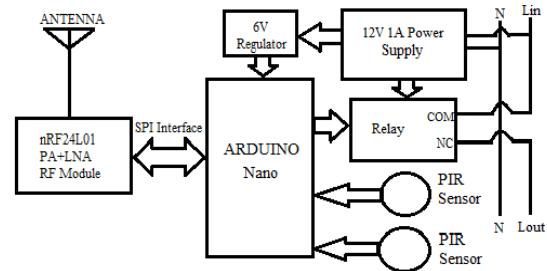 ANTENNA
6V
Regulator
12V 1A Power
Supply
N
Lin
nRF24L01
PA+LNA
RF Module
SPI Interface
ARDUINO
Nano
COM
Relay
NC
PIR
Sensor
PIR
Sensor
N
Lout